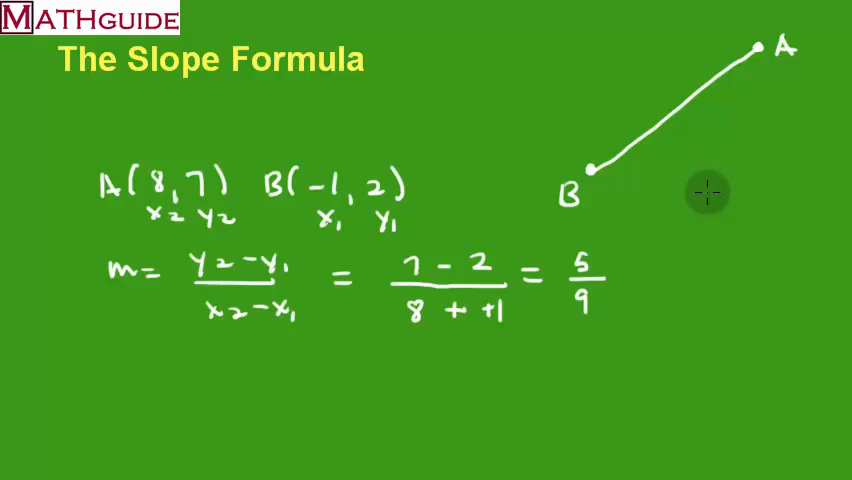 MATHGUIDE
The Slope Formula
A
B
A(8,7) B(-1,2)
x2 y2 x1 y1
m= y2-y1 / x2-x1 = 7-2 / 8 + +1 = 5 / 9